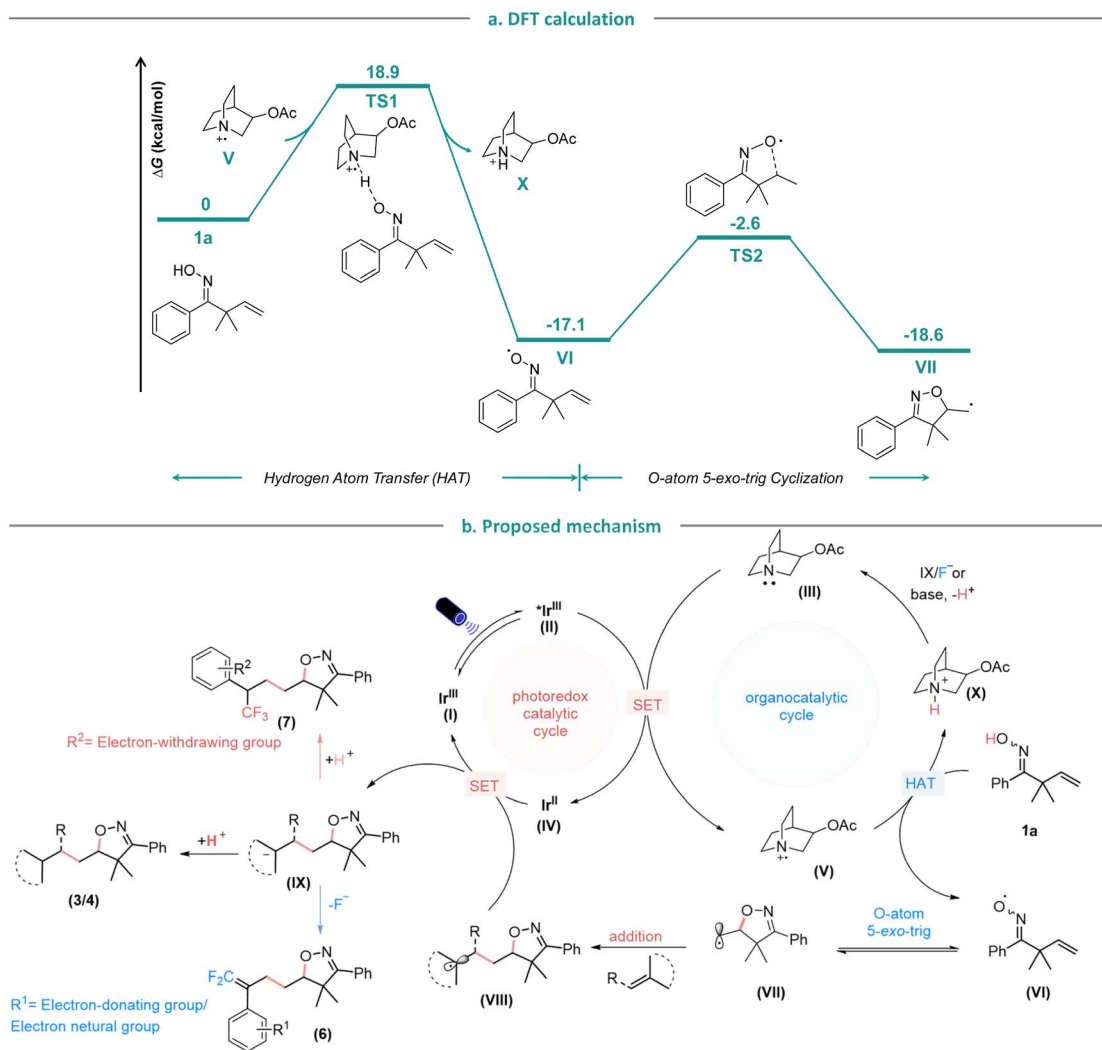 a. DFT calculation
ΔG (kcal/mol)
18.9
TS1
OAc
N
+•
V
OAc
N
+•
H
O
N
OAc
N
+H
X
0
1a
HO
N
N
O•
-2.6
TS2
-17.1
VI
•O
N
-18.6
VII
N
O
•
Hydrogen Atom Transfer (HAT)
O-atom 5-exo-trig Cyclization
b. Proposed mechanism
OAc
N
••
(III)
IX/F⁻ or
base, -H⁺
*Irᴵᴵᴵ
(II)
Irᴵᴵᴵ
(I)
photoredox
catalytic
cycle
SET
organocatalytic
cycle
OAc
N
+
H
(X)
R²
O
N
Ph
CF₃
(7)
R²= Electron-withdrawing group
+H⁺
SET
Irᴵᴵ
(IV)
HAT
HO
N
Ph
1a
R
O
N
Ph
(3/4)
+H⁺
R
O
N
Ph
−
(IX)
OAc
N
+•
(V)
-F⁻
F₂C
O
N
Ph
R¹
(6)
R¹= Electron-donating group/
Electron netural group
R
O
N
Ph
•
(VIII)
addition
R
O
N
Ph
•
(VII)
O-atom
5-exo-trig
O•
N
Ph
(VI)